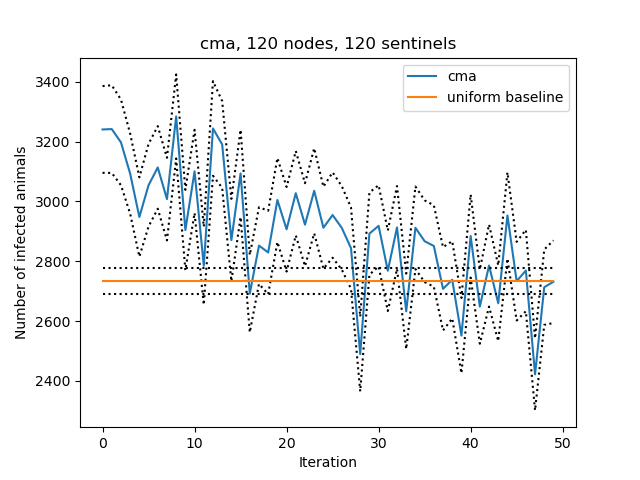 cma, 120 nodes, 120 sentinels
cma
uniform baseline
Number of infected animals
3400
3200
3000
2800
2600
2400
0 10 20 30 40 50
Iteration